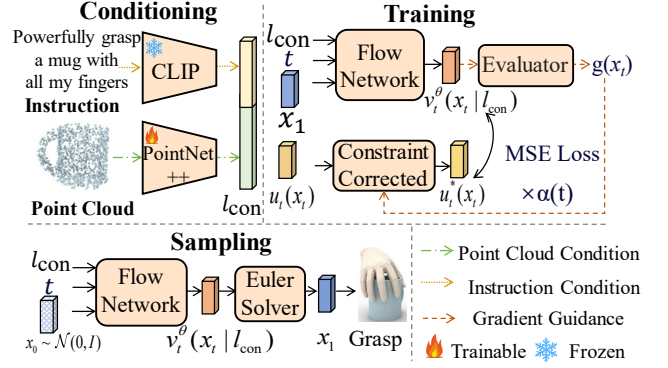 Conditioning
Powerfully grasp
a mug with
all my fingers
Instruction
CLIP
PointNet
++
Point Cloud
l_con
Training
l_con
t
x_1
Flow
Network
v_t^θ(x_t | l_con)
Evaluator
g(x_t)
u_t(x_t)
Constraint
Corrected
u_t^*(x_t)
MSE Loss
×α(t)
Sampling
l_con
t
x_0 ~ N(0, I)
Flow
Network
v_t^θ(x_t | l_con)
Euler
Solver
x_1
Grasp
Point Cloud Condition
Instruction Condition
Gradient Guidance
Trainable
Frozen